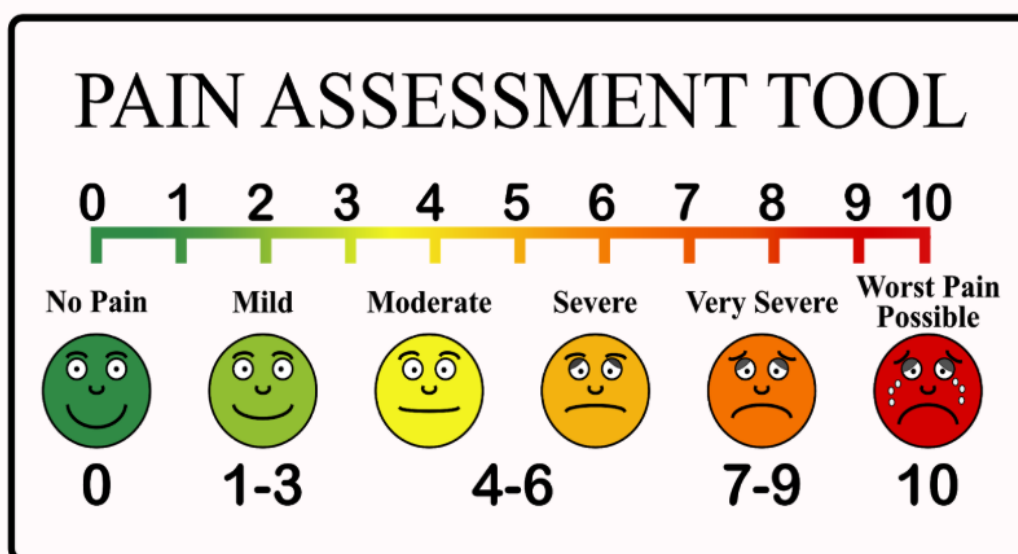 PAIN ASSESSMENT TOOL
0 1 2 3 4 5 6 7 8 9 10
No Pain Mild Moderate Severe Very Severe Worst Pain
Possible
0 1-3 4-6 7-9 10